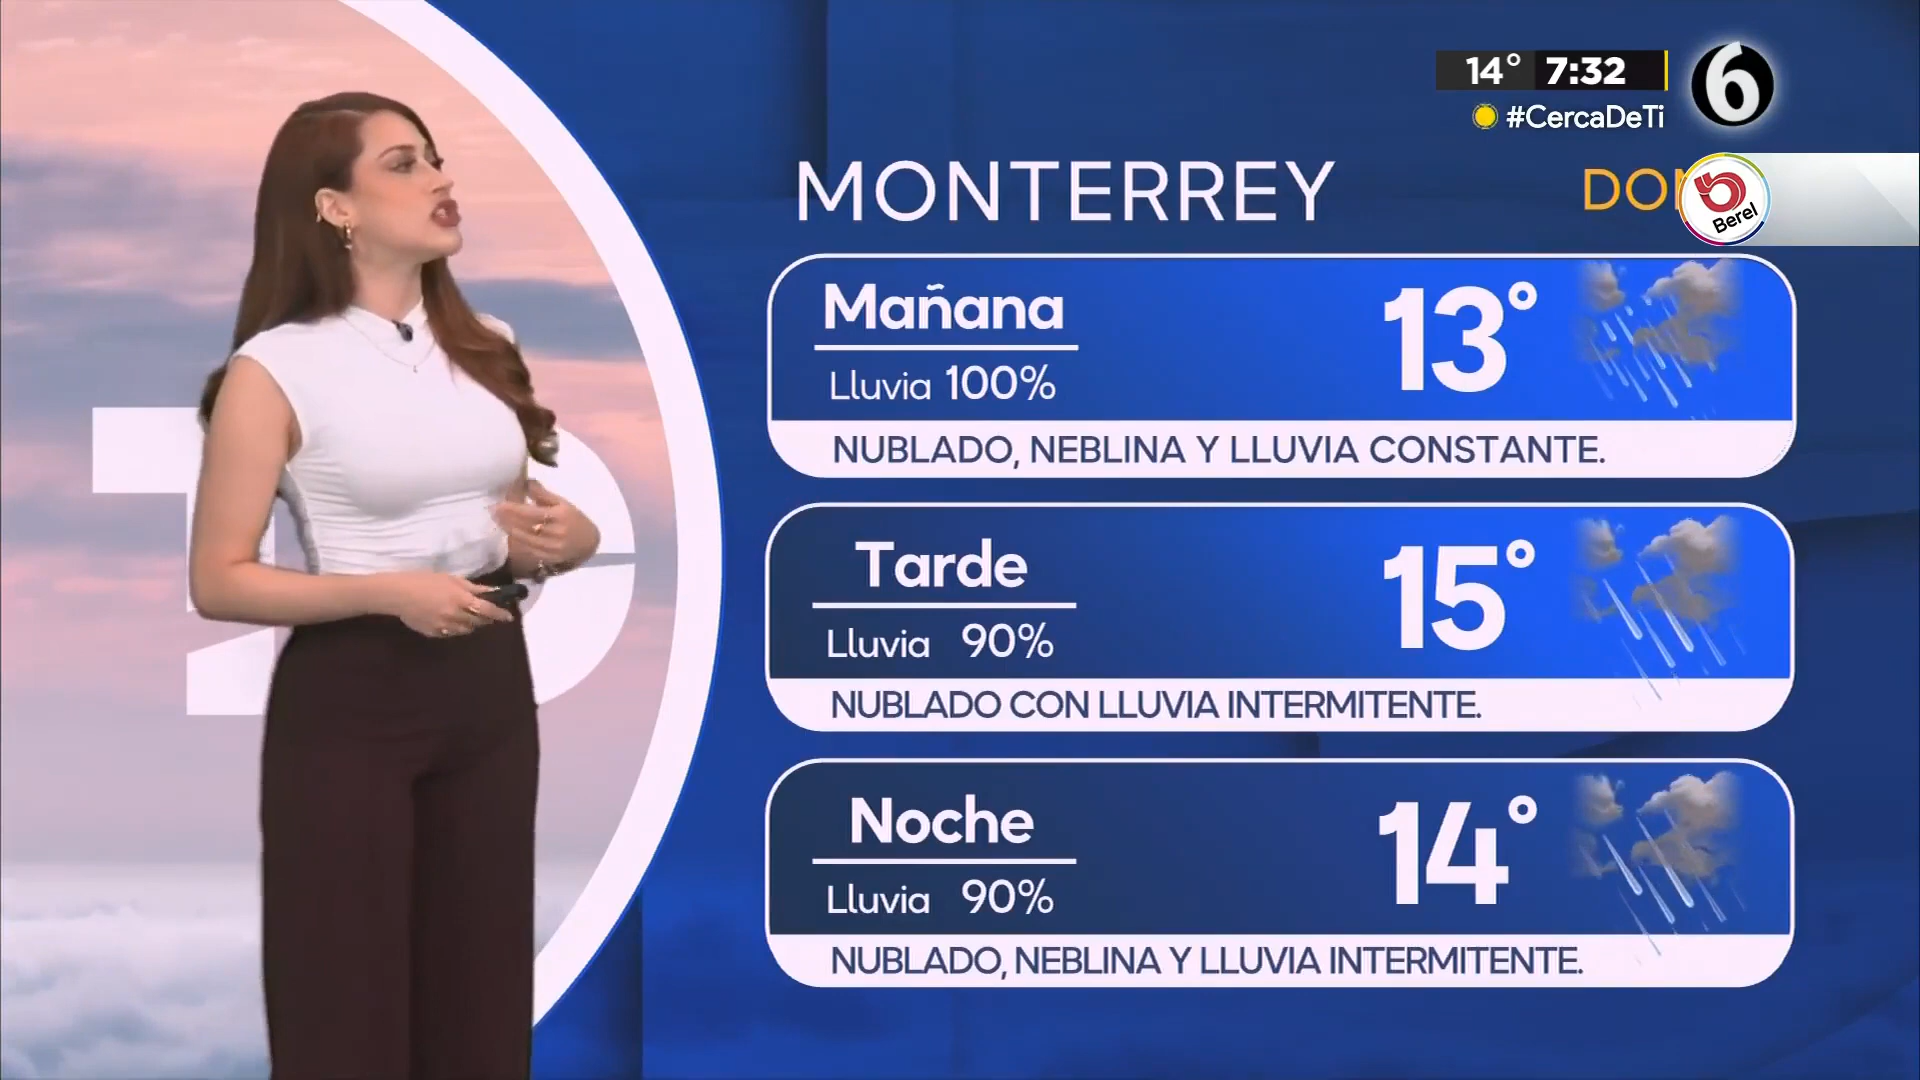 14° 7:32
6
#CercaDeTi
MONTERREY
Berel
Mañana
13°
Lluvia 100%
NUBLADO, NEBLINA Y LLUVIA CONSTANTE.
Tarde
15°
Lluvia 90%
NUBLADO CON LLUVIA INTERMITENTE.
Noche
14°
Lluvia 90%
NUBLADO, NEBLINA Y LLUVIA INTERMITENTE.